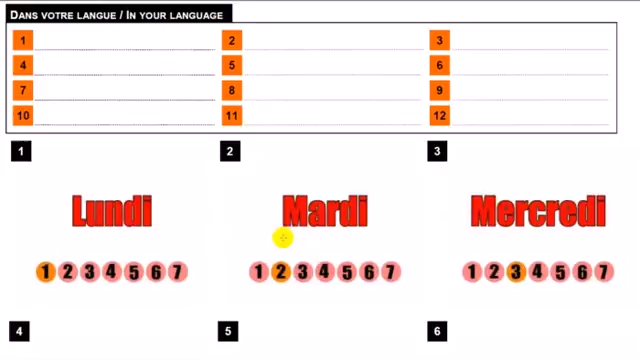 DANS VOTRE LANGUE / IN YOUR LANGUAGE
1 2 3
4 5 6
7 8 9
10 11 12
1 2 3
Lundi Mardi Mercredi
1 2 3 4 5 6 7 1 2 3 4 5 6 7 1 2 3 4 5 6 7
4 5 6